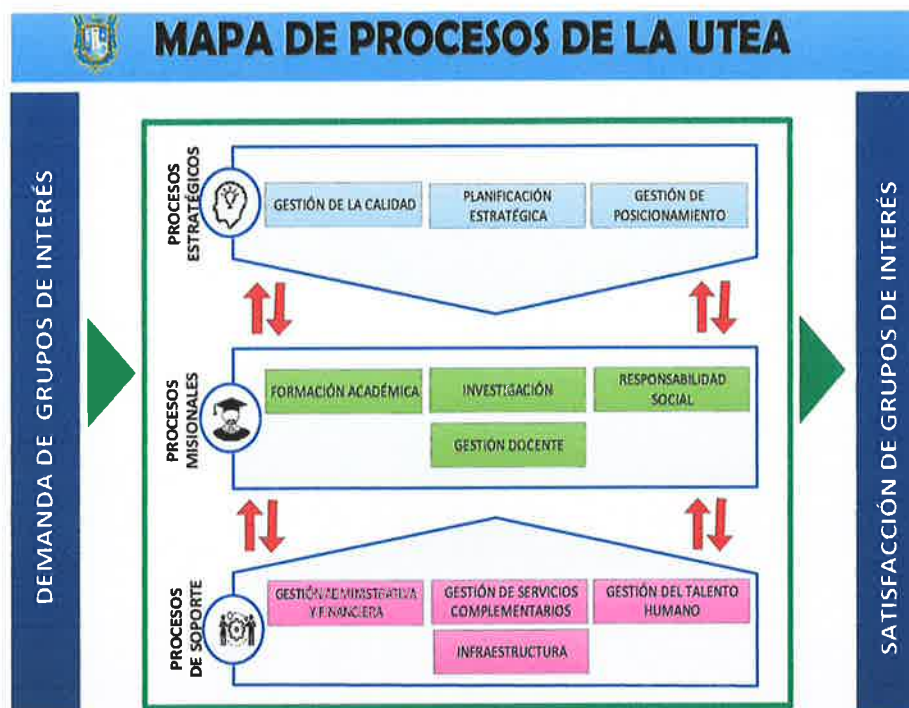 MAPA DE PROCESOS DE LA UTEA
DEMANDA DE GRUPOS DE INTERÉS
PROCESOS
ESTRATÉGICOS
GESTIÓN DE LA CALIDAD
PLANIFICACIÓN
ESTRATÉGICA
GESTIÓN DE
POSICIONAMIENTO
PROCESOS
MISIONALES
FORMACIÓN ACADÉMICA
INVESTIGACIÓN
RESPONSABILIDAD
SOCIAL
GESTIÓN DOCENTE
PROCESOS
DE SOPORTE
GESTIÓN ADMINISTRATIVA
Y FINANCIERA
GESTIÓN DE SERVICIOS
COMPLEMENTARIOS
GESTIÓN DEL TALENTO
HUMANO
INFRAESTRUCTURA
SATISFACCIÓN DE GRUPOS DE INTERÉS